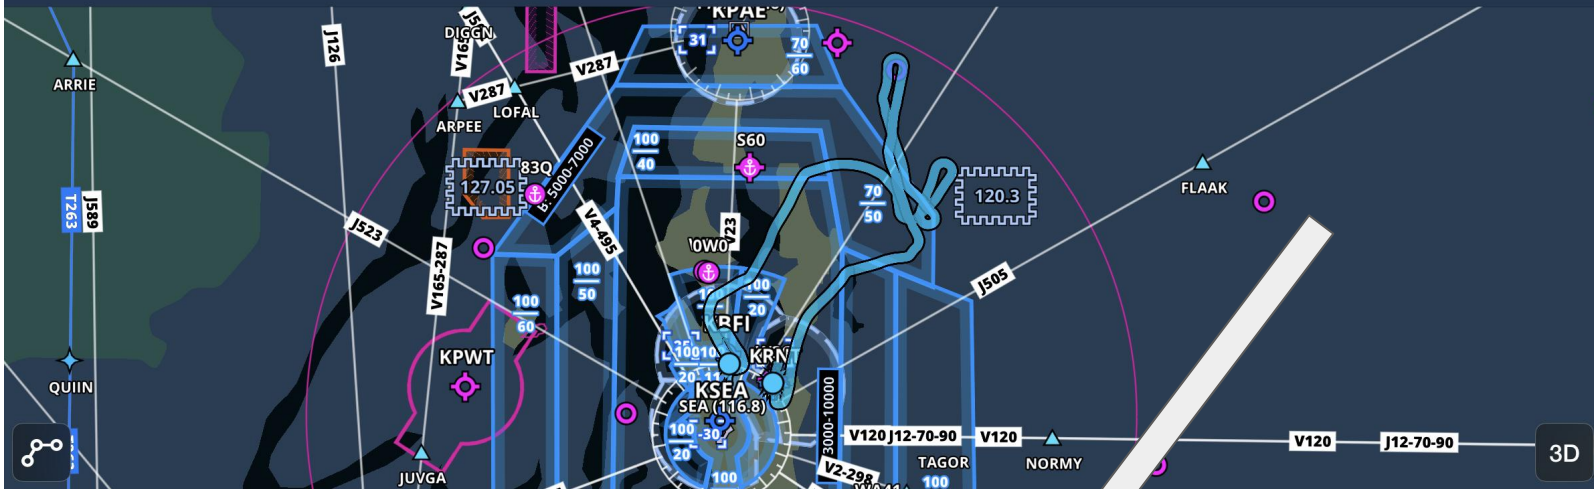 KPAE
J126
DIGGN
31
70
60
V287
ARRIE
V287
LOFAL
ARPEE
S60
100
40
83Q
127.05
B: 5000-7000
FLAAK
120.3
70
50
T263
J589
J523
V4-495
V23
0W0
V165-287
J505
100
50
100
20
100
60
KBFI
KPWT
KRNT
QUIIN
20
KSEA
SEA (116.8)
3000-10000
100
20
-30
V120
J12-70-90
V120
V120
J12-70-90
NORMY
TAGOR
V2-298
JUVGA
100
100
3D